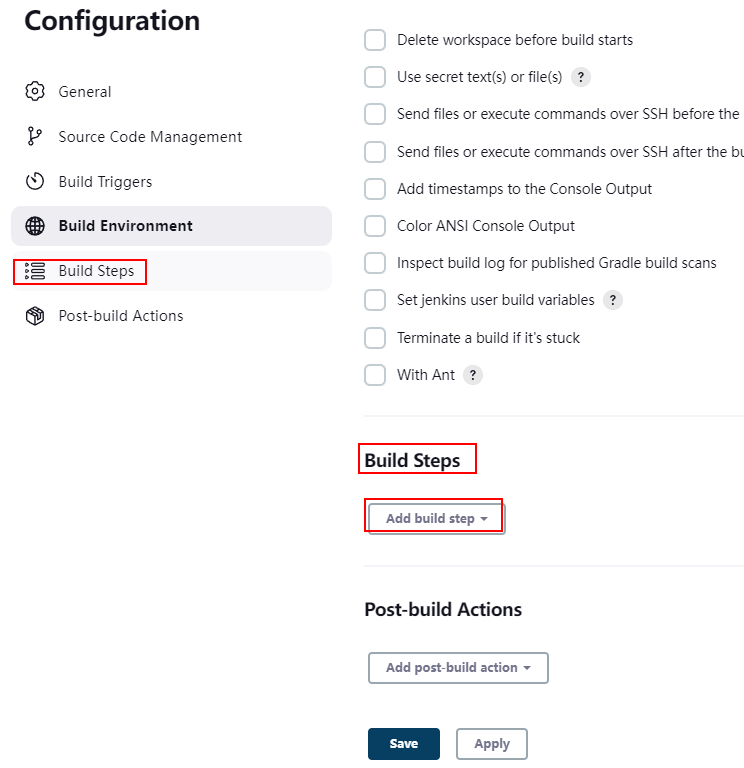 Configuration
General
Source Code Management
Build Triggers
Build Environment
Build Steps
Post-build Actions
Delete workspace before build starts
Use secret text(s) or file(s) ?
Send files or execute commands over SSH before the
Send files or execute commands over SSH after the bu
Add timestamps to the Console Output
Color ANSI Console Output
Inspect build log for published Gradle build scans
Set jenkins user build variables ?
Terminate a build if it's stuck
With Ant ?
Build Steps
Add build step
Post-build Actions
Add post-build action
Save Apply